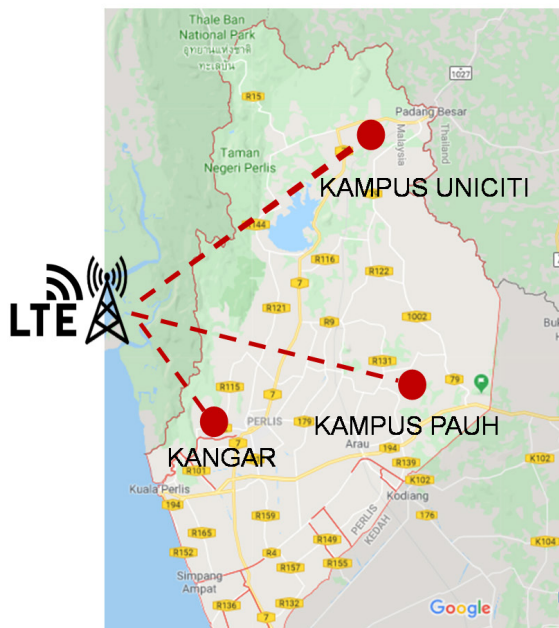 Thale Ban
National Park
อุทยานแห่งชาติ
ทะเลบัน
1027
R15
Padang Besar
Malaysia
Thailand
Taman
Negeri Perlis
KAMPUS UNICITI
R144
R116
R122
7
LTE
R121
1002
R9
R131
R115
79
7
PERLIS
179
KAMPUS PAUH
KANGAR
7
Arau
194
R101
R139
K102
Kuala Perlis
Kodiang
K102
194
R159
PERLIS
KEDAH
176
R165
R149
K104
R152
R4
R155
R157
Simpang
Ampat
R136
7
R132
Google